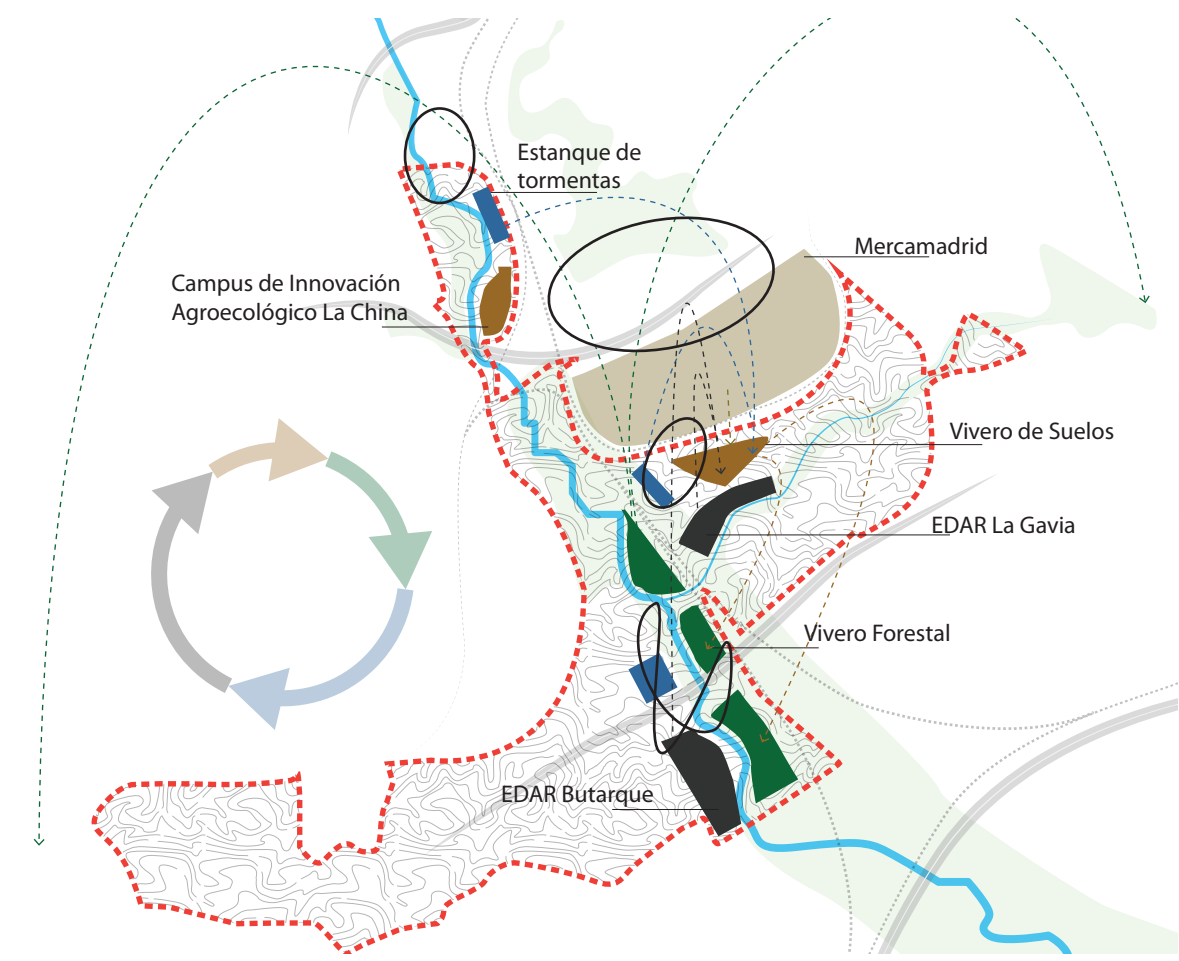 Estanque de
tormentas
Mercamadrid
Campus de Innovación
Agroecológico La China
Vivero de Suelos
EDAR La Gavia
Vivero Forestal
EDAR Butarque